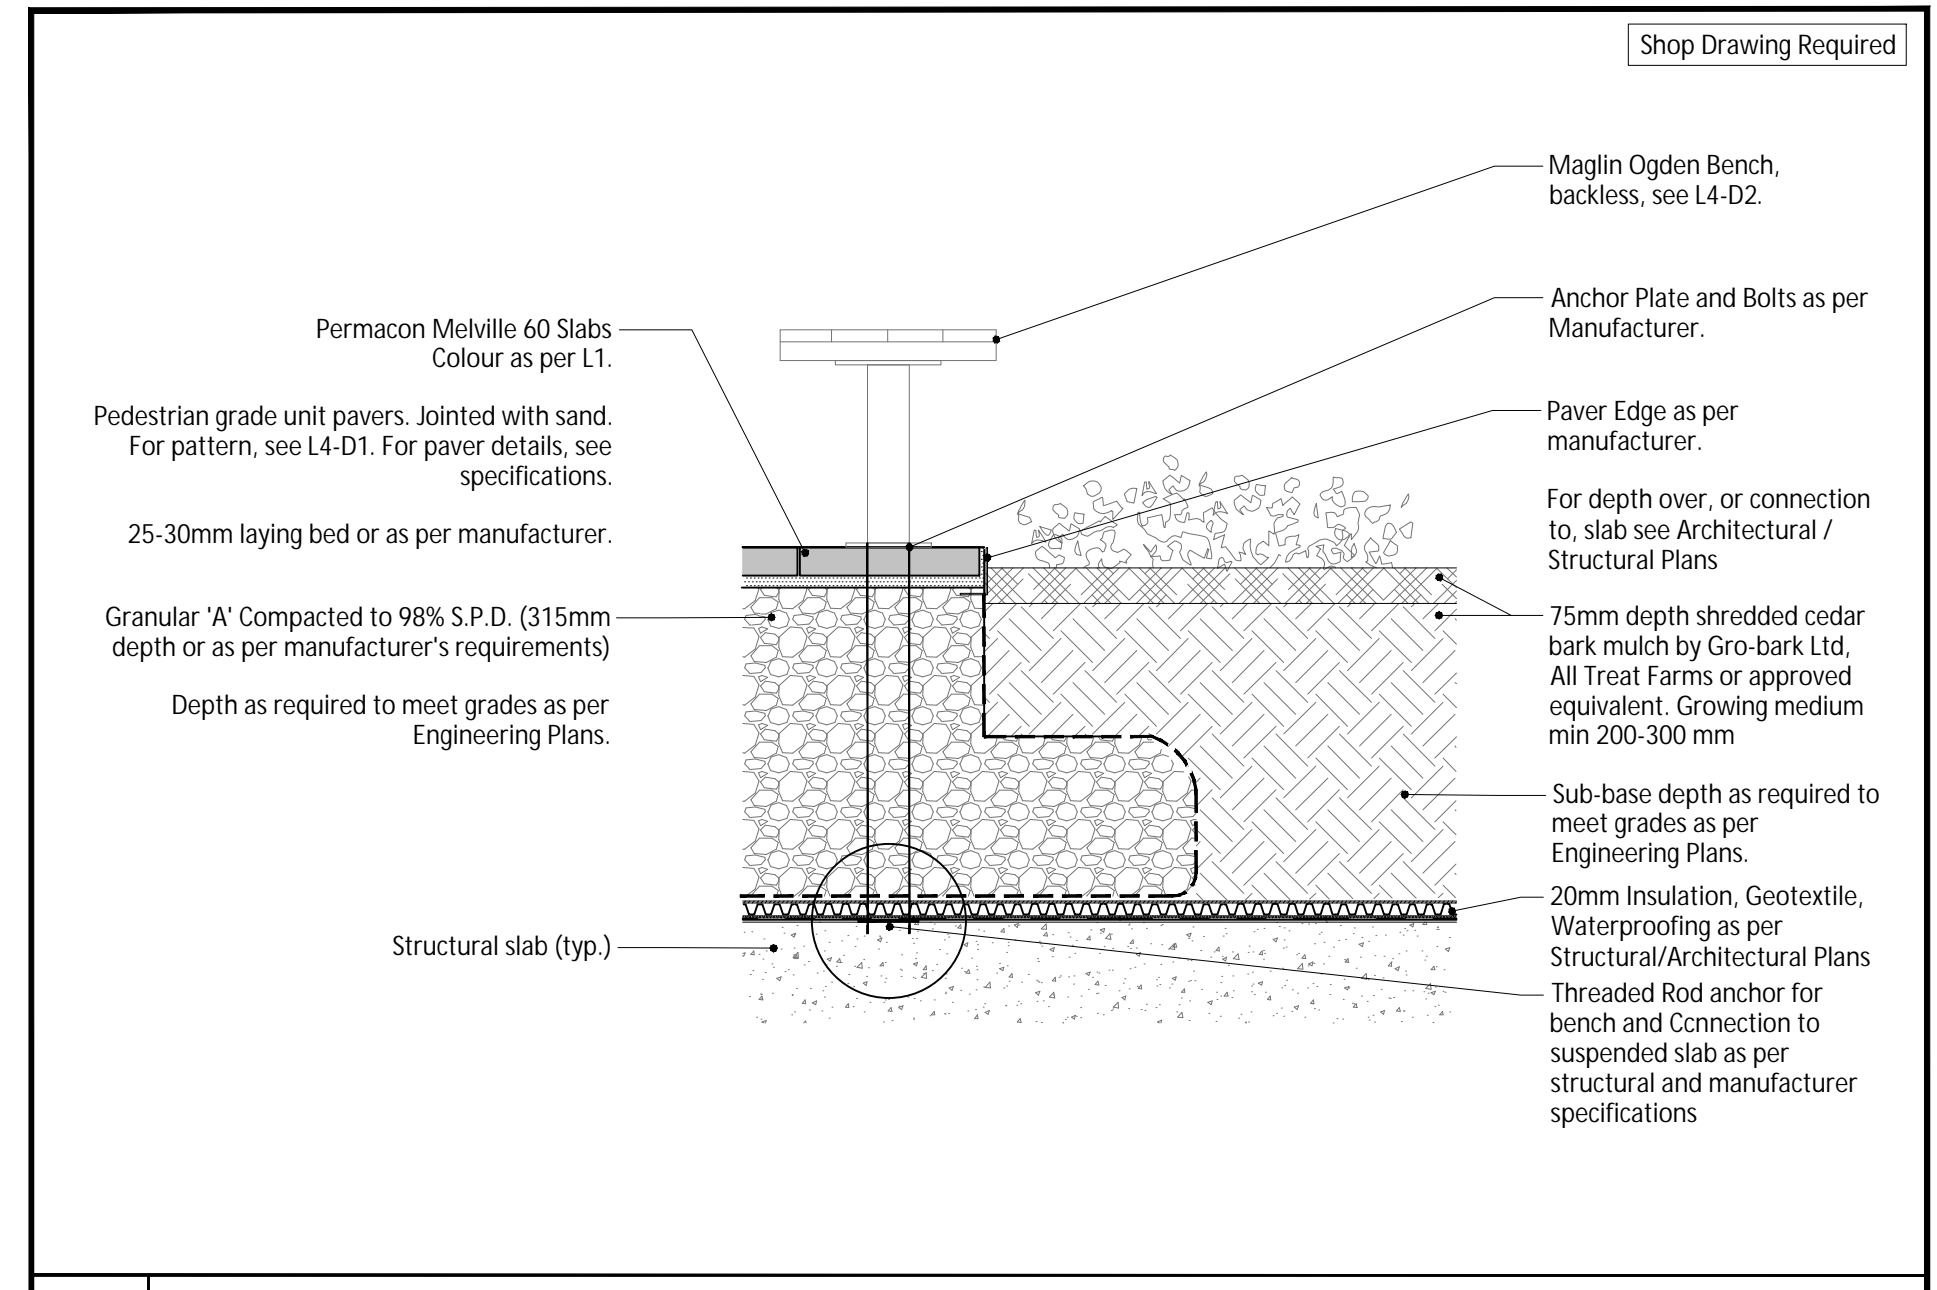 Shop Drawing Required
Maglin Ogden Bench,
backless, see L4-D2.
Anchor Plate and Bolts as per
Manufacturer.
Paver Edge as per
manufacturer.
For depth over, or connection
to, slab see Architectural /
Structural Plans
75mm depth shredded cedar
bark mulch by Gro-bark Ltd,
All Treat Farms or approved
equivalent. Growing medium
min 200-300 mm
Sub-base depth as required to
meet grades as per
Engineering Plans.
20mm Insulation, Geotextile,
Waterproofing as per
Structural/Architectural Plans
Threaded Rod anchor for
bench and Ccnnection to
suspended slab as per
structural and manufacturer
specifications
Permacon Melville 60 Slabs
Colour as per L1.
Pedestrian grade unit pavers. Jointed with sand.
For pattern, see L4-D1. For paver details, see
specifications.
25-30mm laying bed or as per manufacturer.
Granular 'A' Compacted to 98% S.P.D. (315mm
depth or as per manufacturer's requirements)
Depth as required to meet grades as per
Engineering Plans.
Structural slab (typ.)